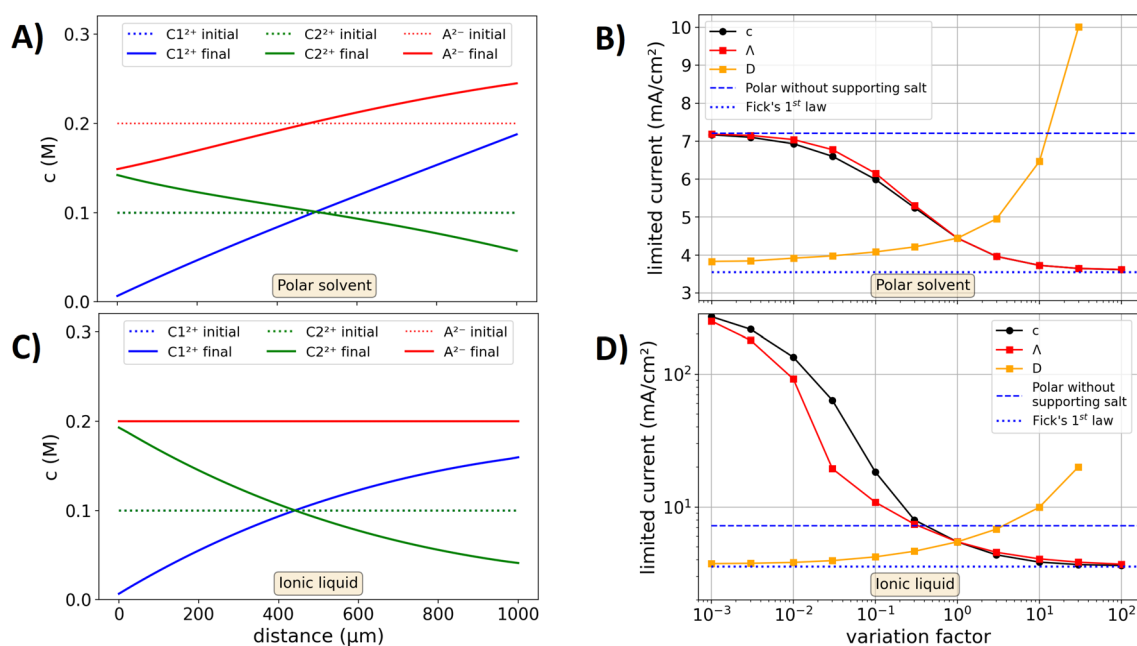 A)
0.3
0.2
0.1
0.0
c (M)
C1²⁺ initial
C1²⁺ final
C2²⁺ initial
C2²⁺ final
A²⁻ initial
A²⁻ final
Polar solvent
B)
10
9
8
7
6
5
4
3
limited current (mA/cm²)
c
Λ
D
Polar without supporting salt
Fick's 1ˢᵗ law
Polar solvent
C)
0.3
0.2
0.1
0.0
c (M)
C1²⁺ initial
C1²⁺ final
C2²⁺ initial
C2²⁺ final
A²⁻ initial
A²⁻ final
Ionic liquid
0
200
400
600
800
1000
distance (μm)
D)
10²
10¹
limited current (mA/cm²)
c
Λ
D
Polar without
supporting salt
Fick's 1ˢᵗ law
Ionic liquid
10⁻³
10⁻²
10⁻¹
10⁰
10¹
10²
variation factor